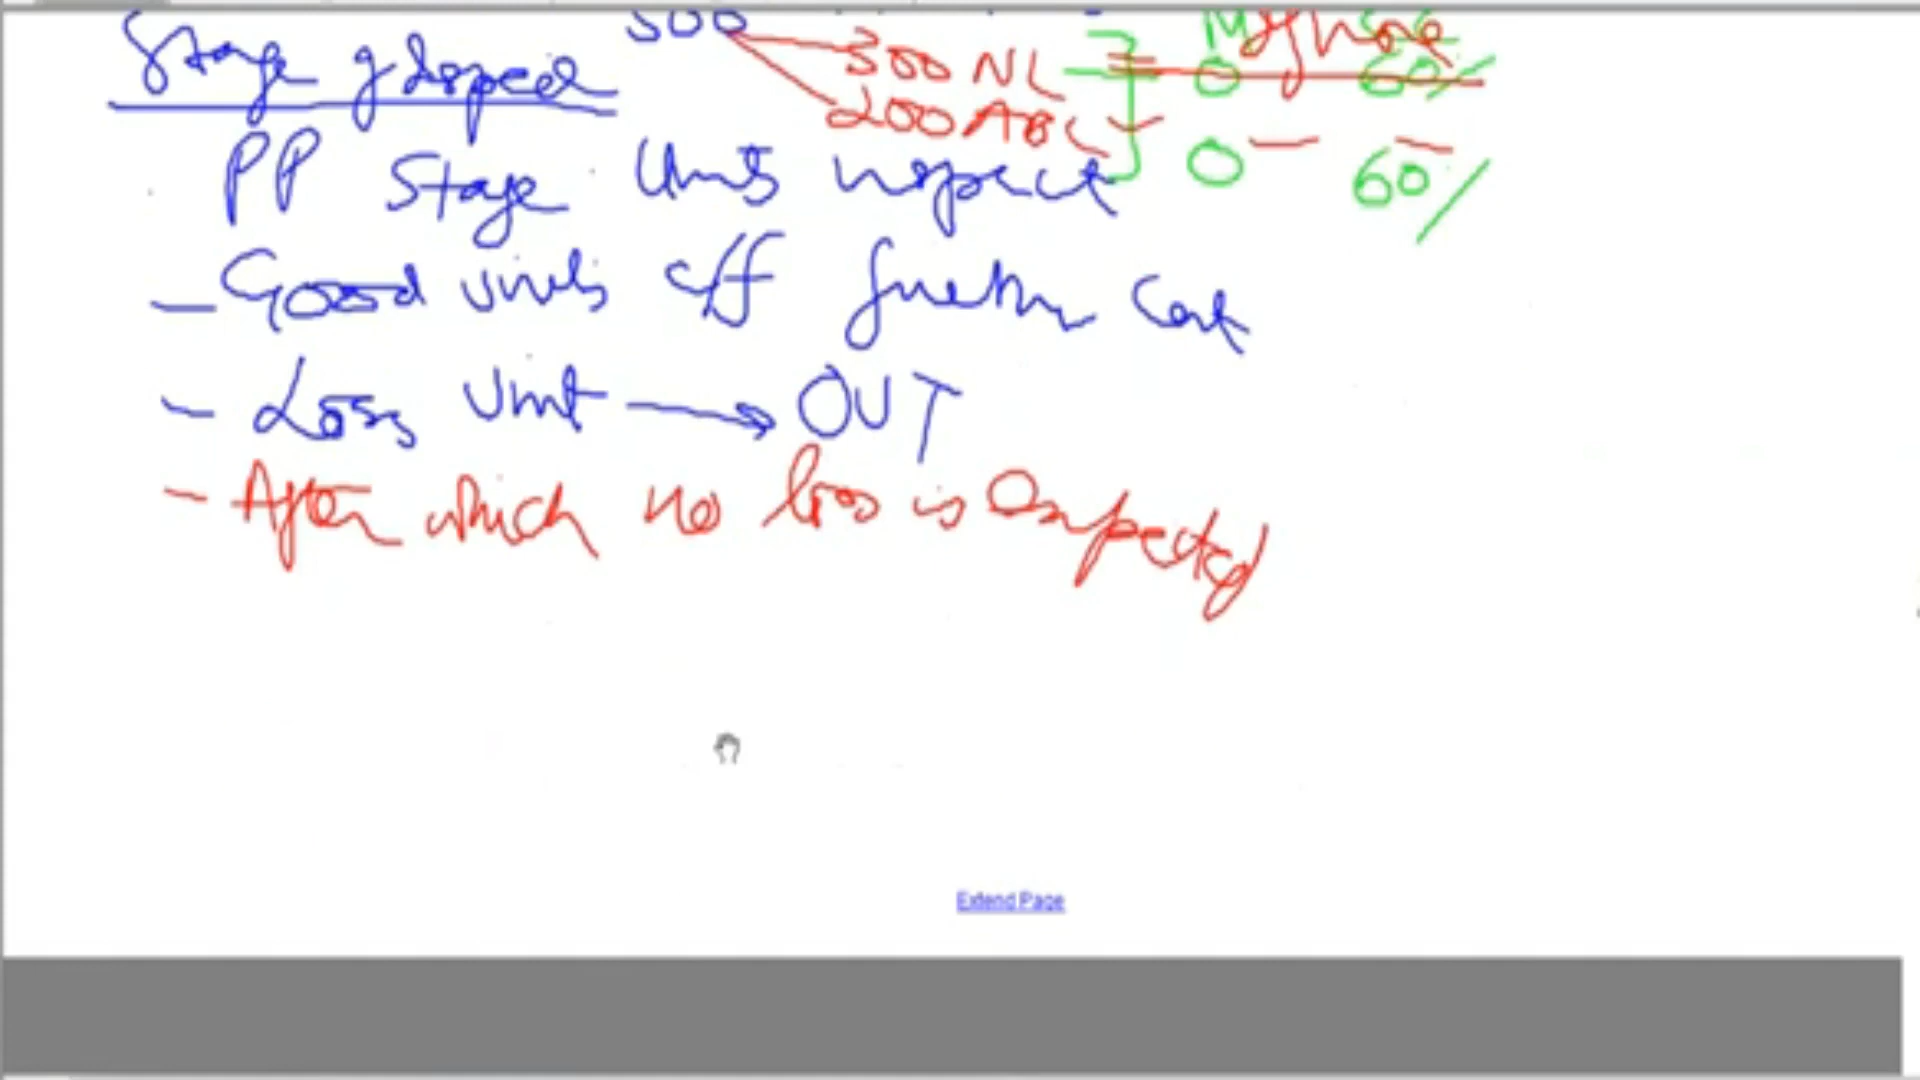 500 Ignore
Stage of Inspection 300 NL 0 60%
200 ABL
PP Stage Units inspect 0 60%
- Good units c/f further Cost
- Loss Unit → OUT
- After which no loss is Expected
Extend Page